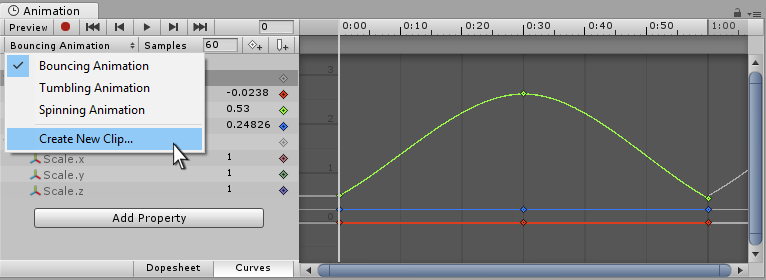 Animation
Preview 0 0:00 0:10 0:20 0:30 0:40 0:50 1:00
Bouncing Animation Samples 60
Bouncing Animation
Tumbling Animation
Spinning Animation
Create New Clip...
-0.0238
0.53
0.24826
Scale.x 1
Scale.y 1
Scale.z 1
Add Property
3
2
1
0
Dopesheet Curves